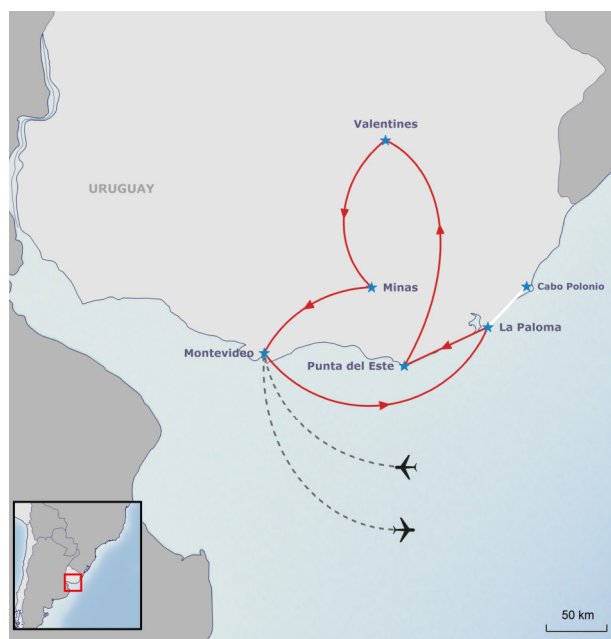 Valentines
URUGUAY
Minas
Cabo Polonio
La Paloma
Montevideo
Punta del Este
50 km